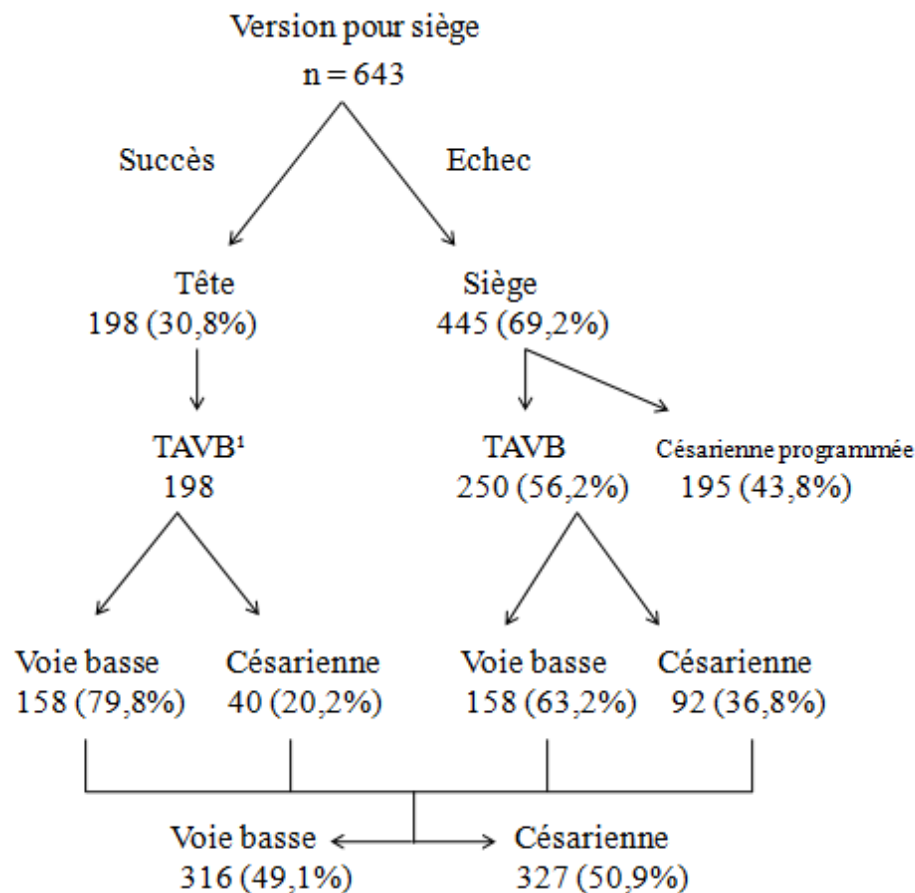 Version pour siège
n = 643
Succès
Echec
Tête
198 (30,8%)
Siège
445 (69,2%)
TAVB¹
198
TAVB
250 (56,2%)
Césarienne programmée
195 (43,8%)
Voie basse
158 (79,8%)
Césarienne
40 (20,2%)
Voie basse
158 (63,2%)
Césarienne
92 (36,8%)
Voie basse
316 (49,1%)
Césarienne
327 (50,9%)